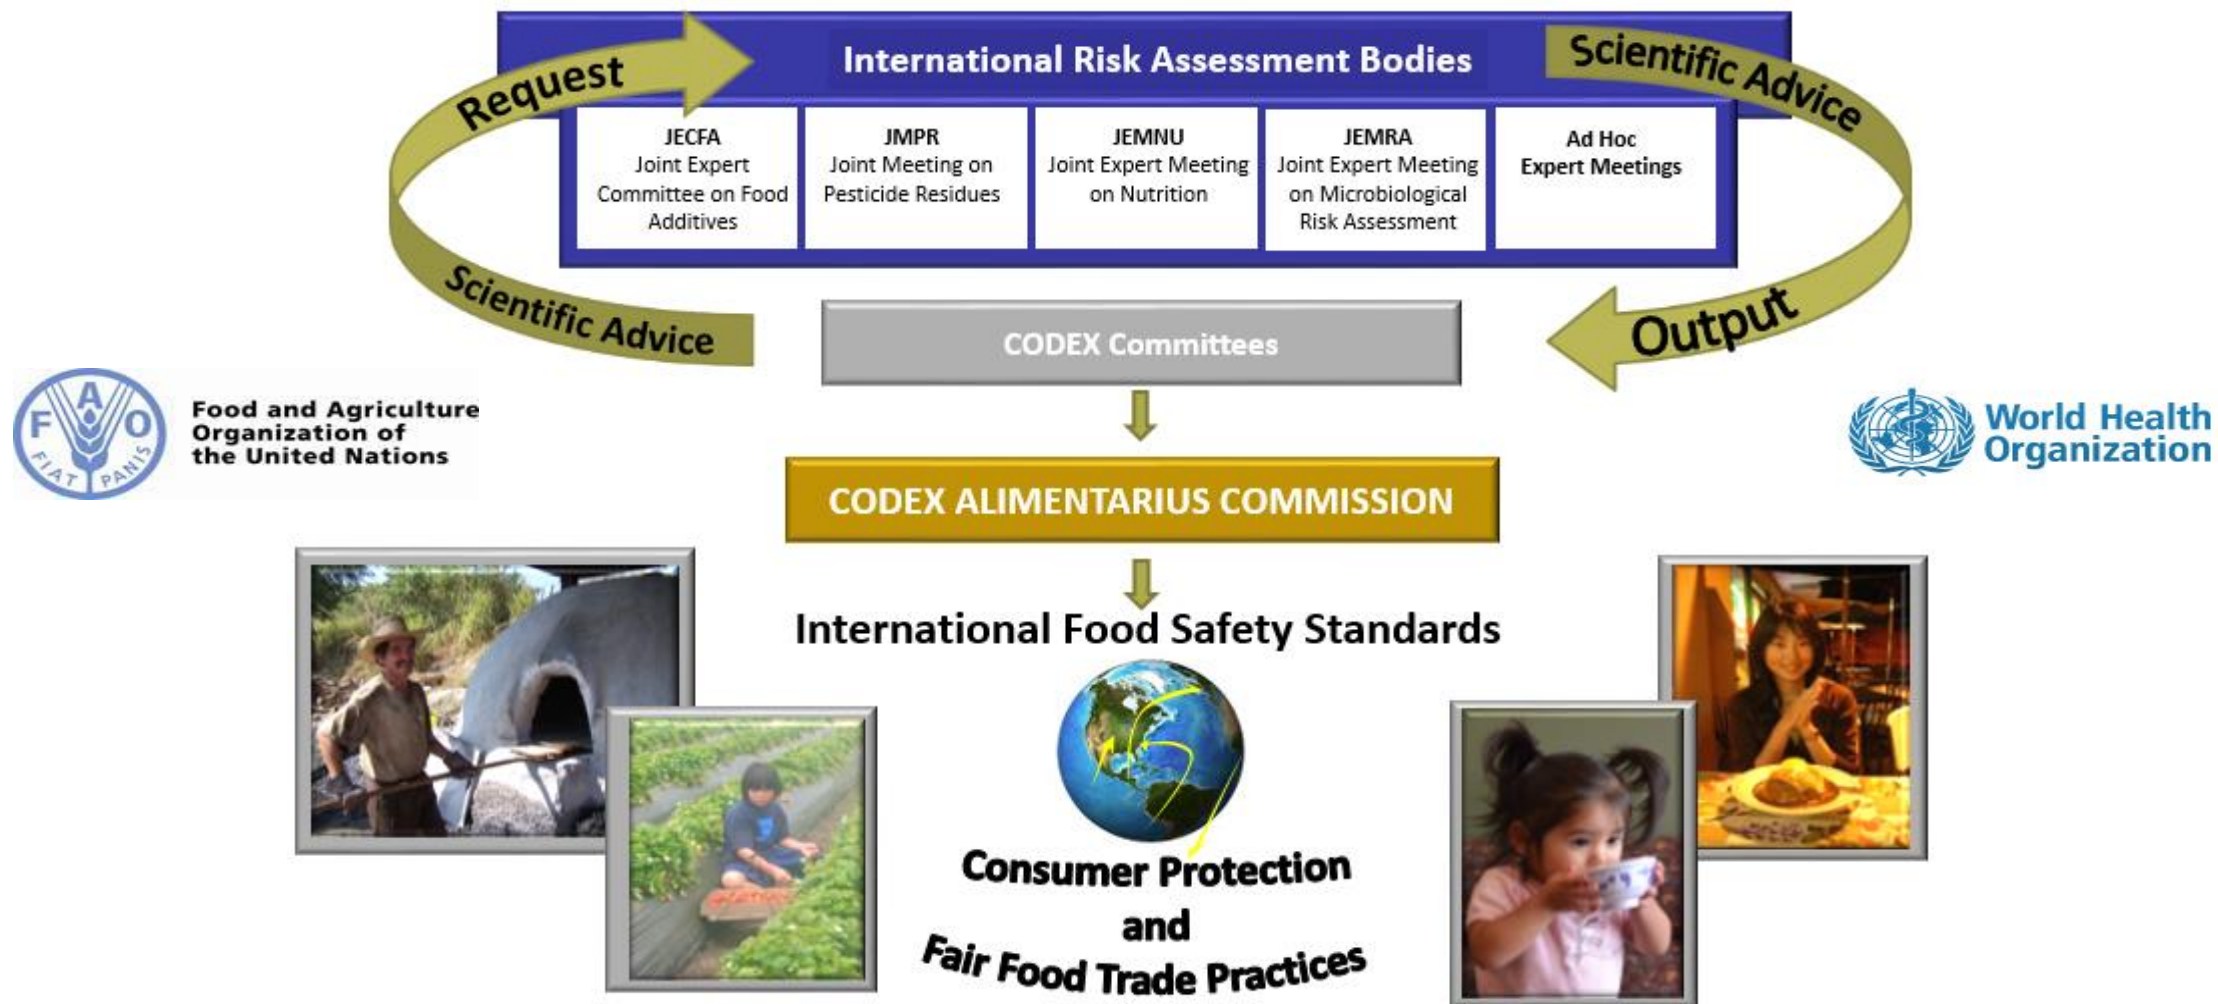 International Risk Assessment Bodies
Request
Scientific Advice
JECFA
Joint Expert
Committee on Food
Additives
JMPR
Joint Meeting on
Pesticide Residues
JEMNU
Joint Expert Meeting
on Nutrition
JEMRA
Joint Expert Meeting
on Microbiological
Risk Assessment
Ad Hoc
Expert Meetings
Scientific Advice
Output
CODEX Committees
F A O
FIAT PANIS
Food and Agriculture
Organization of
the United Nations
World Health
Organization
CODEX ALIMENTARIUS COMMISSION
International Food Safety Standards
Consumer Protection
and
Fair Food Trade Practices